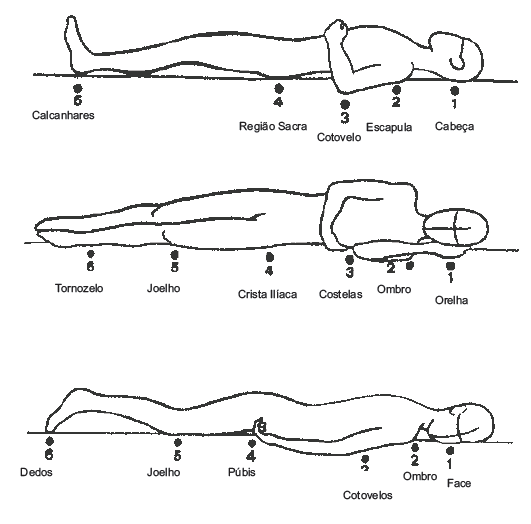 5 4 3 2 1
Calcanhares Região Sacra Cotovelo Escapula Cabeça
6 5 4 3 2 1
Tornozelo Joelho Crista Ilíaca Costelas Ombro Orelha
6 5 4 2 1
Dedos Joelho Púbis Cotovelos Ombro Face